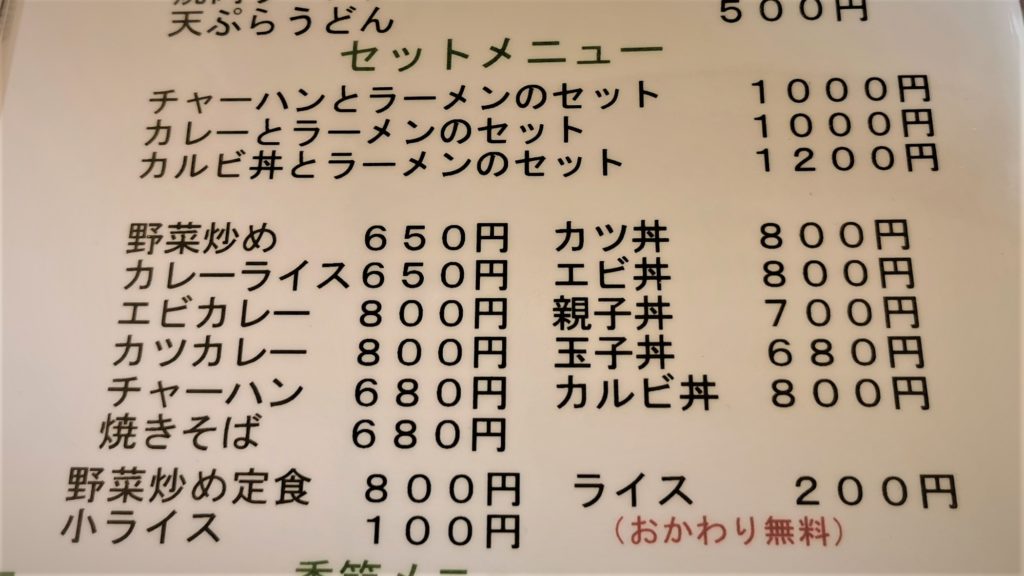 天ぷらうどん ５００円
セットメニュー
チャーハンとラーメンのセット １０００円
カレーとラーメンのセット １０００円
カルビ丼とラーメンのセット １２００円
野菜炒め ６５０円 カツ丼 ８００円
カレーライス ６５０円 エビ丼 ８００円
エビカレー ８００円 親子丼 ７００円
カツカレー ８００円 玉子丼 ６８０円
チャーハン ６８０円 カルビ丼 ８００円
焼きそば ６８０円
野菜炒め定食 ８００円 ライス ２００円
小ライス １００円 (おかわり無料)
季節メニ